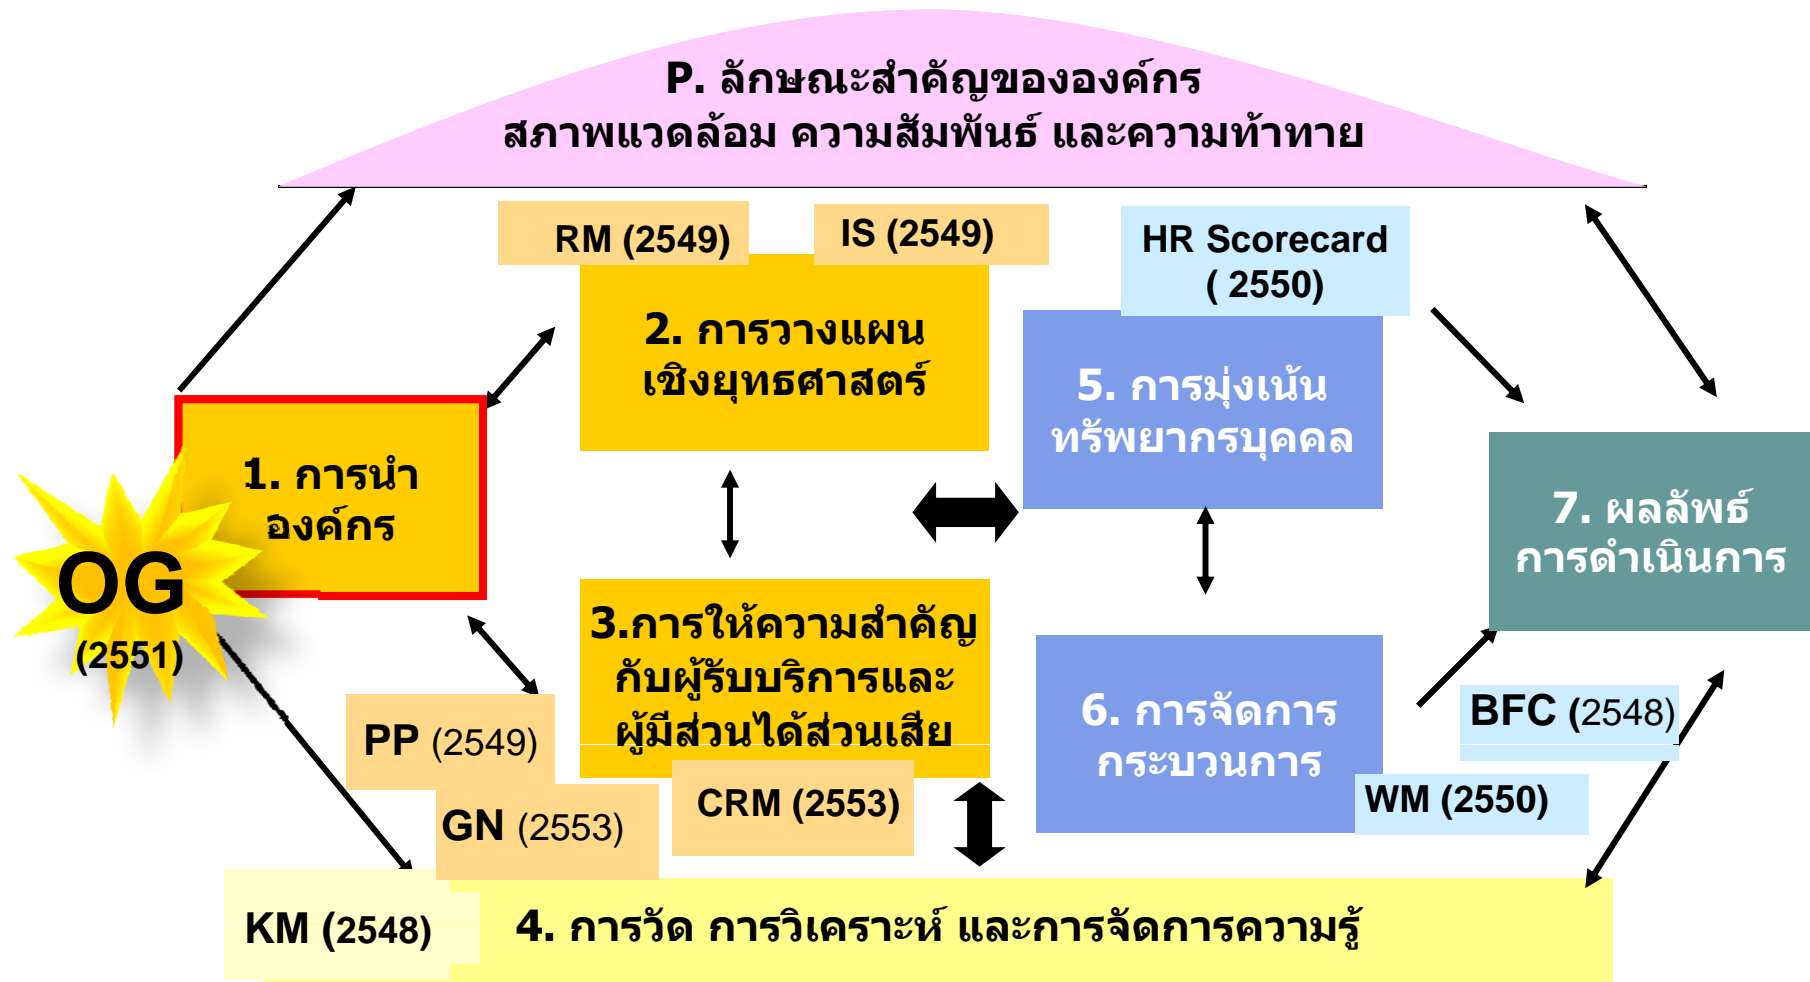 P. ลักษณะสำคัญขององค์กร
สภาพแวดล้อม ความสัมพันธ์ และความท้าทาย
RM (2549)
IS (2549)
HR Scorecard
( 2550)
2. การวางแผน
เชิงยุทธศาสตร์
5. การมุ่งเน้น
ทรัพยากรบุคคล
1. การนำ
องค์กร
7. ผลลัพธ์
การดำเนินการ
OG
(2551)
3.การให้ความสำคัญ
กับผู้รับบริการและ
ผู้มีส่วนได้ส่วนเสีย
6. การจัดการ
กระบวนการ
BFC (2548)
PP (2549)
WM (2550)
CRM (2553)
GN (2553)
KM (2548)
4. การวัด การวิเคราะห์ และการจัดการความรู้